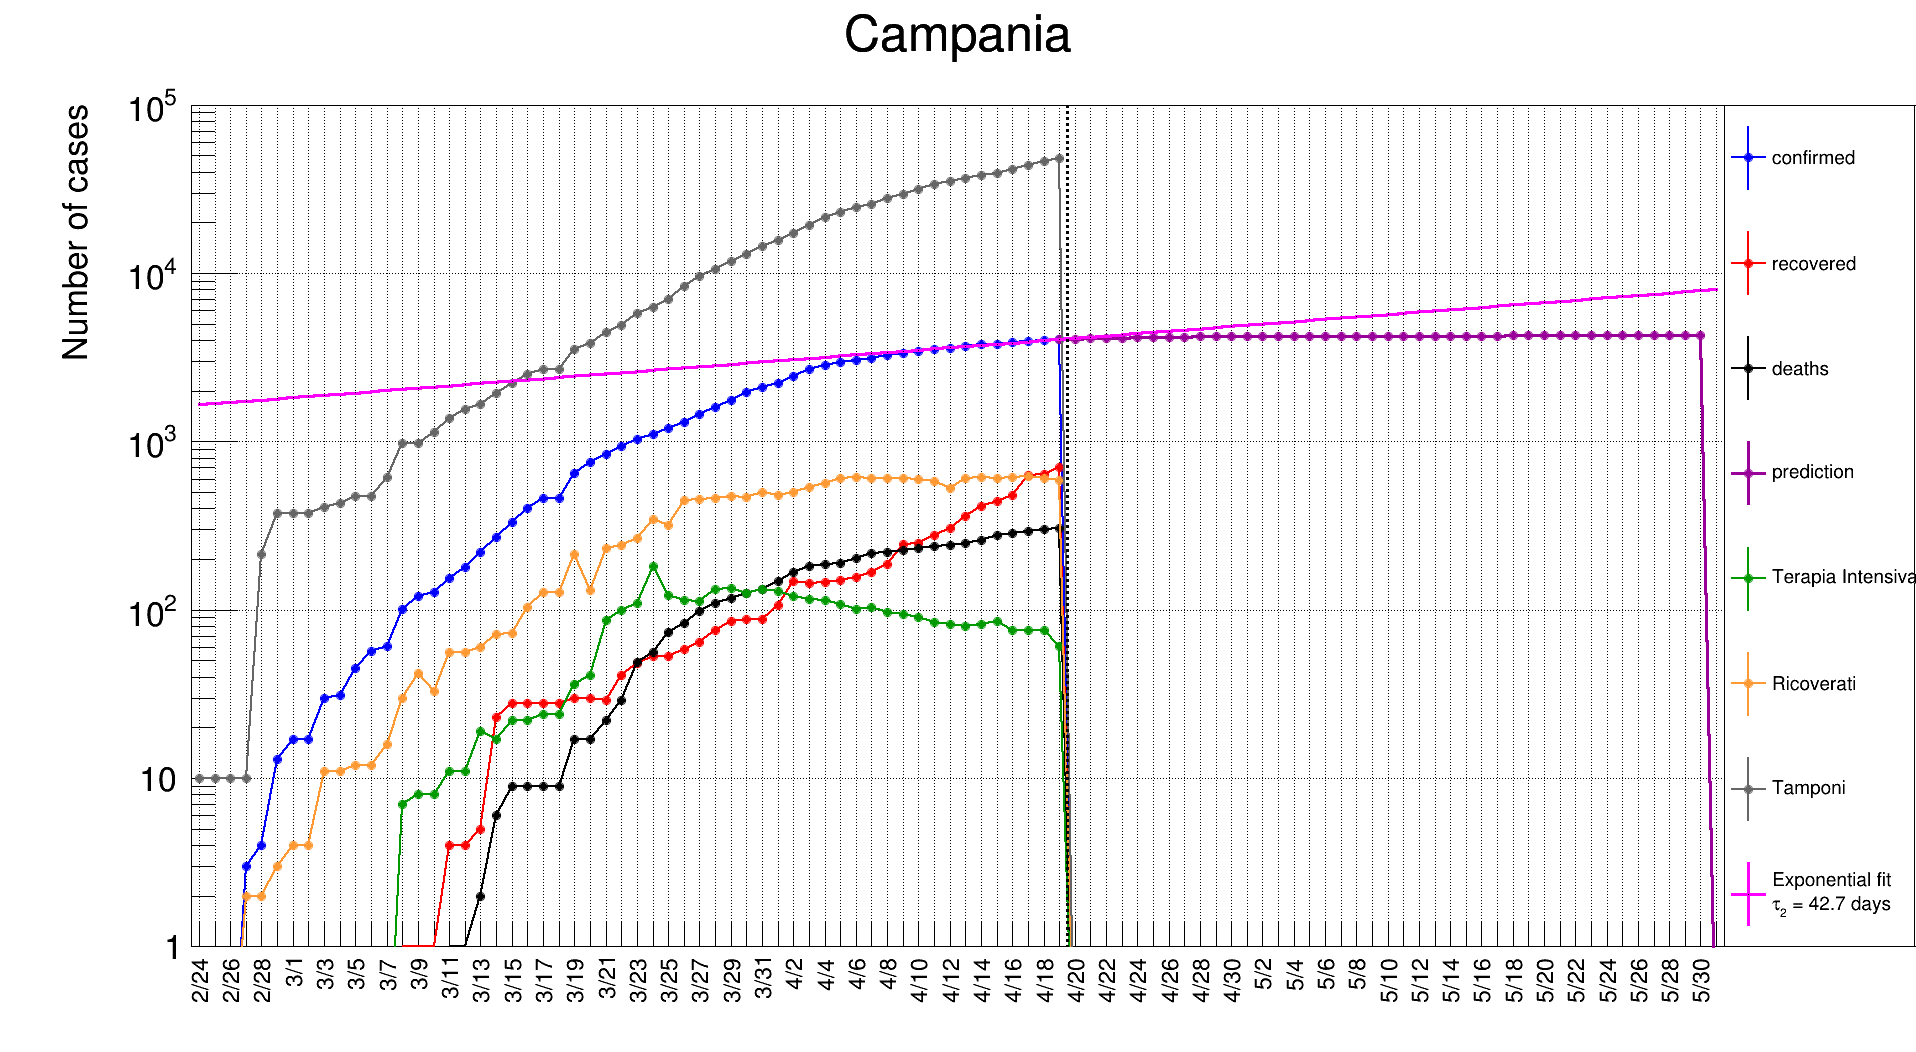 Campania
Number of cases
10^5
10^4
10^3
10^2
10
1
2/24 2/26 2/28 3/1 3/3 3/5 3/7 3/9 3/11 3/13 3/15 3/17 3/19 3/21 3/23 3/25 3/27 3/29 3/31 4/2 4/4 4/6 4/8 4/10 4/12 4/14 4/16 4/18 4/20 4/22 4/24 4/26 4/28 4/30 5/2 5/4 5/6 5/8 5/10 5/12 5/14 5/16 5/18 5/20 5/22 5/24 5/26 5/28 5/30
confirmed
recovered
deaths
prediction
Terapia Intensiva
Ricoverati
Tamponi
Exponential fit
τ_2 = 42.7 days